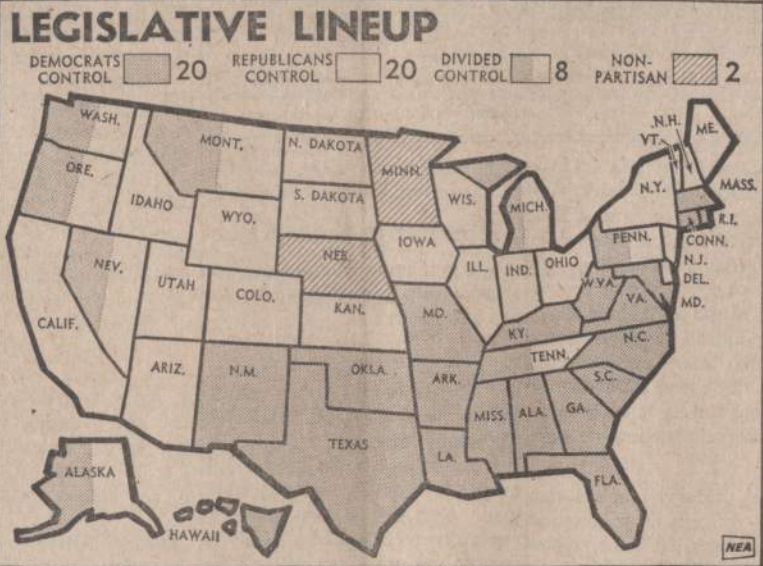 LEGISLATIVE LINEUP
DEMOCRATS CONTROL 20
REPUBLICANS CONTROL 20
DIVIDED CONTROL 8
NON-PARTISAN 2
WASH.
ORE.
IDAHO
MONT.
WYO.
N. DAKOTA
S. DAKOTA
NEB.
MINN.
IOWA
WIS.
MICH.
ILL.
IND.
OHIO
N.Y.
VT.
N.H.
ME.
MASS.
R.I.
CONN.
PENN.
N.J.
DEL.
MD.
W.VA.
VA.
NEV.
UTAH
COLO.
KAN.
MO.
KY.
N.C.
TENN.
S.C.
CALIF.
ARIZ.
N.M.
OKLA.
ARK.
TEXAS
LA.
MISS.
ALA.
GA.
FLA.
ALASKA
HAWAII
NEA